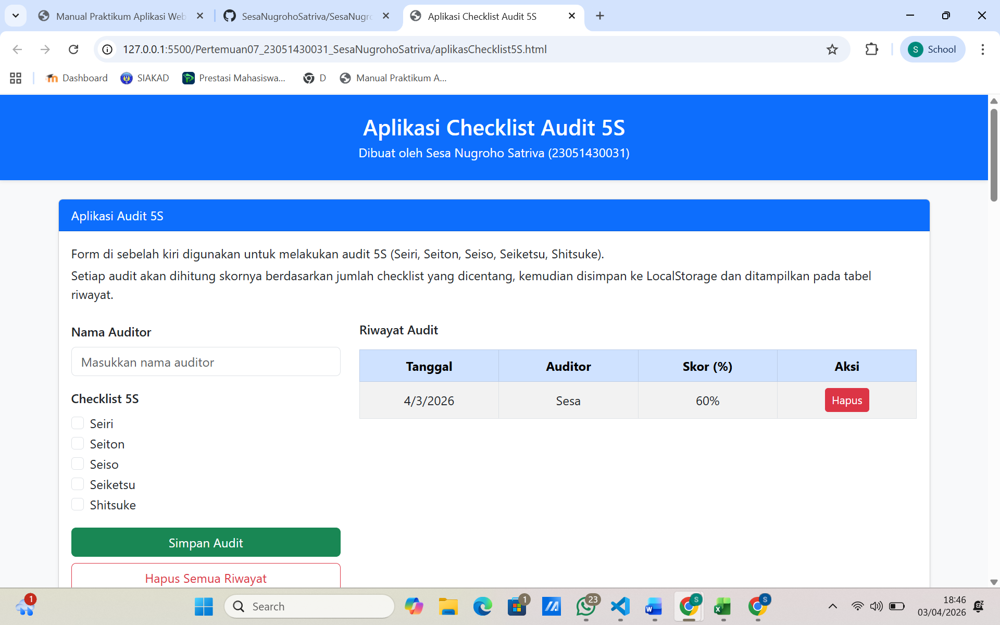 Manual Praktikum Aplikasi Web
SesaNugrohoSatriva/SesaNugro
Aplikasi Checklist Audit 5S
127.0.0.1:5500/Pertemuan07_23051430031_SesaNugrohoSatriva/aplikasChecklist5S.html
S School
Dashboard
SIAKAD
Prestasi Mahasiswa...
D
Manual Praktikum A...
Aplikasi Checklist Audit 5S
Dibuat oleh Sesa Nugroho Satriva (23051430031)
Aplikasi Audit 5S
Form di sebelah kiri digunakan untuk melakukan audit 5S (Seiri, Seiton, Seiso, Seiketsu, Shitsuke).
Setiap audit akan dihitung skornya berdasarkan jumlah checklist yang dicentang, kemudian disimpan ke LocalStorage dan ditampilkan pada tabel
riwayat.
Nama Auditor
Masukkan nama auditor
Checklist 5S
Seiri
Seiton
Seiso
Seiketsu
Shitsuke
Simpan Audit
Hapus Semua Riwayat
Riwayat Audit
Tanggal Auditor Skor (%) Aksi
4/3/2026 Sesa 60% Hapus
1
Search
1
23
S
S
18:46
03/04/2026